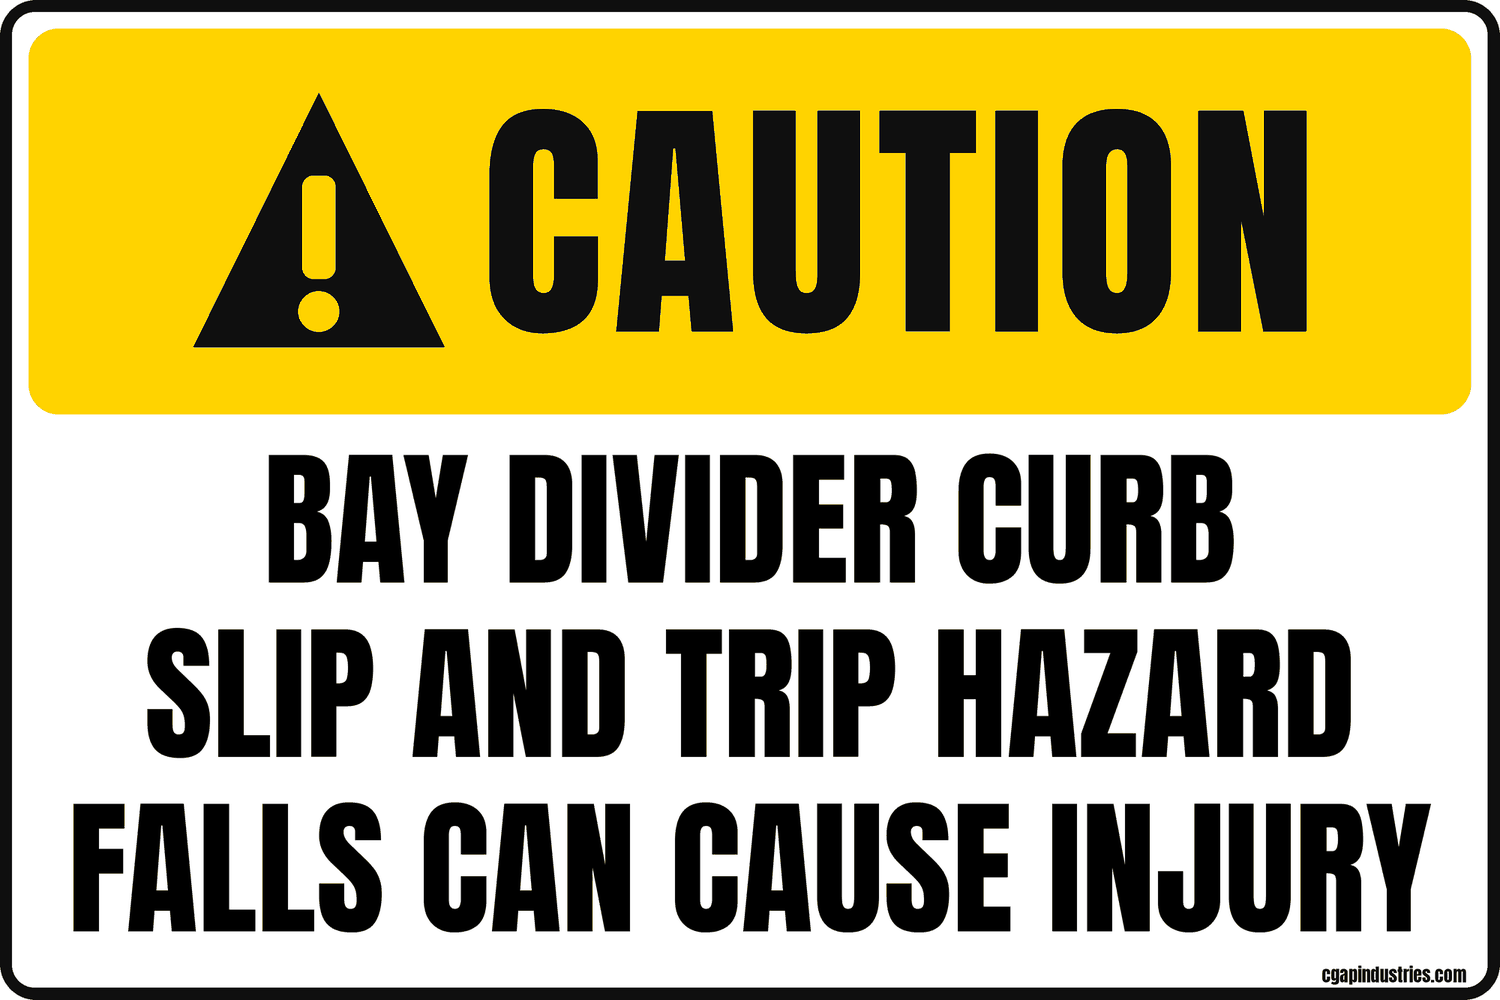 CAUTION
BAY DIVIDER CURB
SLIP AND TRIP HAZARD
FALLS CAN CAUSE INJURY
cgapindustries.com